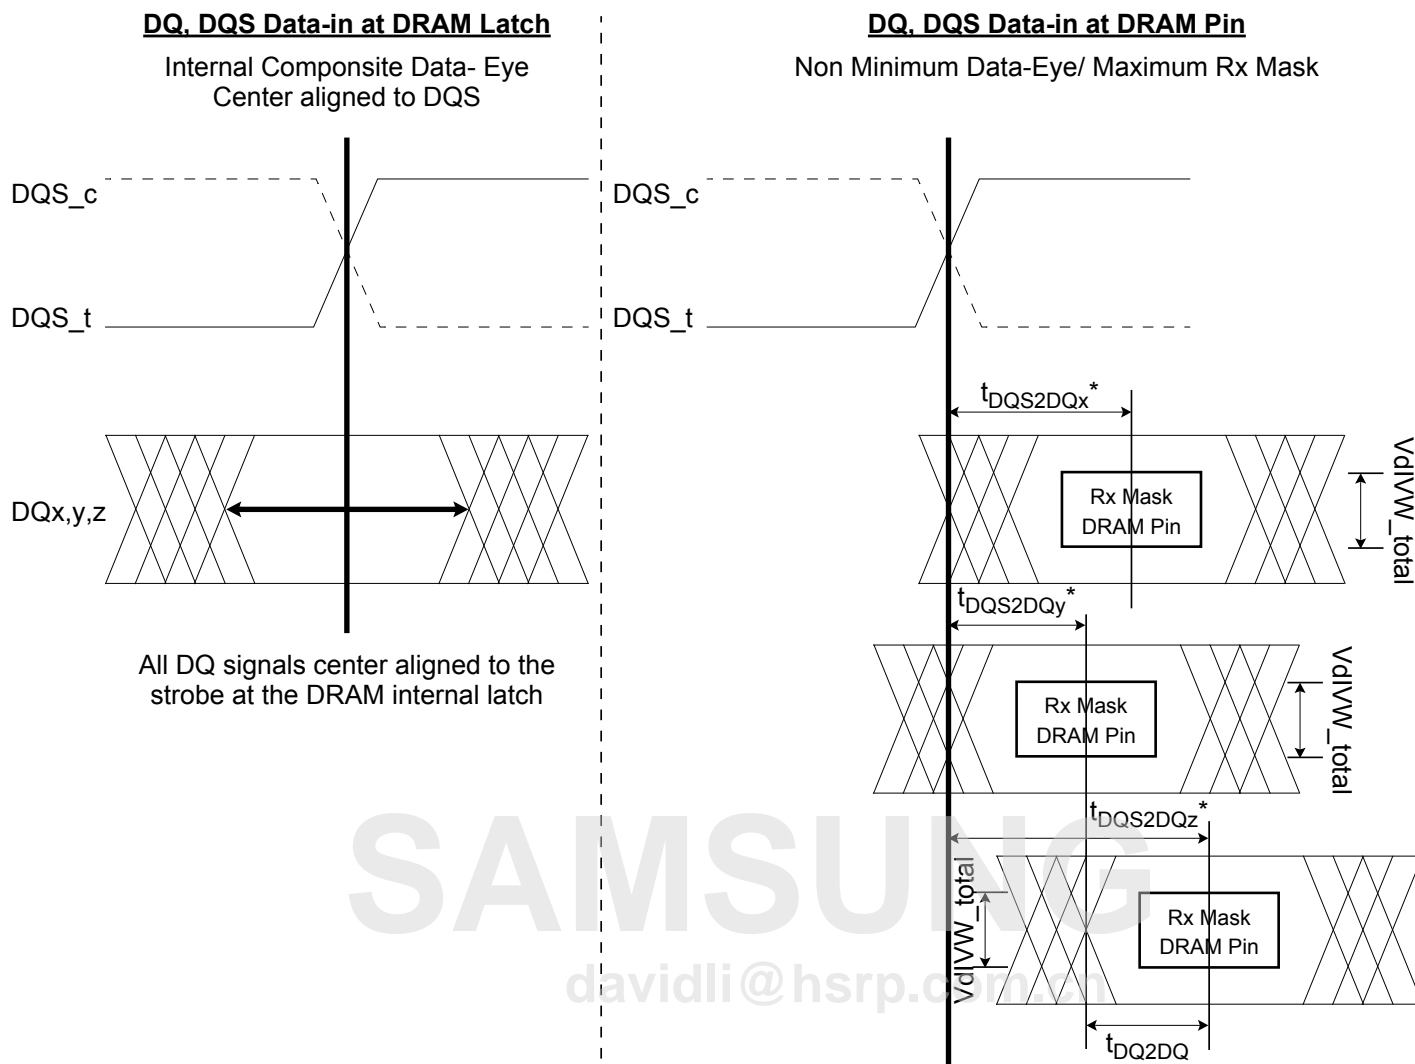 DQ, DQS Data-in at DRAM Latch
Internal Componsite Data- Eye
Center aligned to DQS
DQS_c
DQS_t
DQx,y,z
All DQ signals center aligned to the
strobe at the DRAM internal latch
DQ, DQS Data-in at DRAM Pin
Non Minimum Data-Eye/ Maximum Rx Mask
DQS_c
DQS_t
tDQS2DQx*
Rx Mask
DRAM Pin
VdIVW_total
tDQS2DQy*
Rx Mask
DRAM Pin
VdIVW_total
tDQS2DQz*
VdIVW_total
Rx Mask
DRAM Pin
tDQ2DQ
SAMSUNG
davidli@hsrp.com.cn